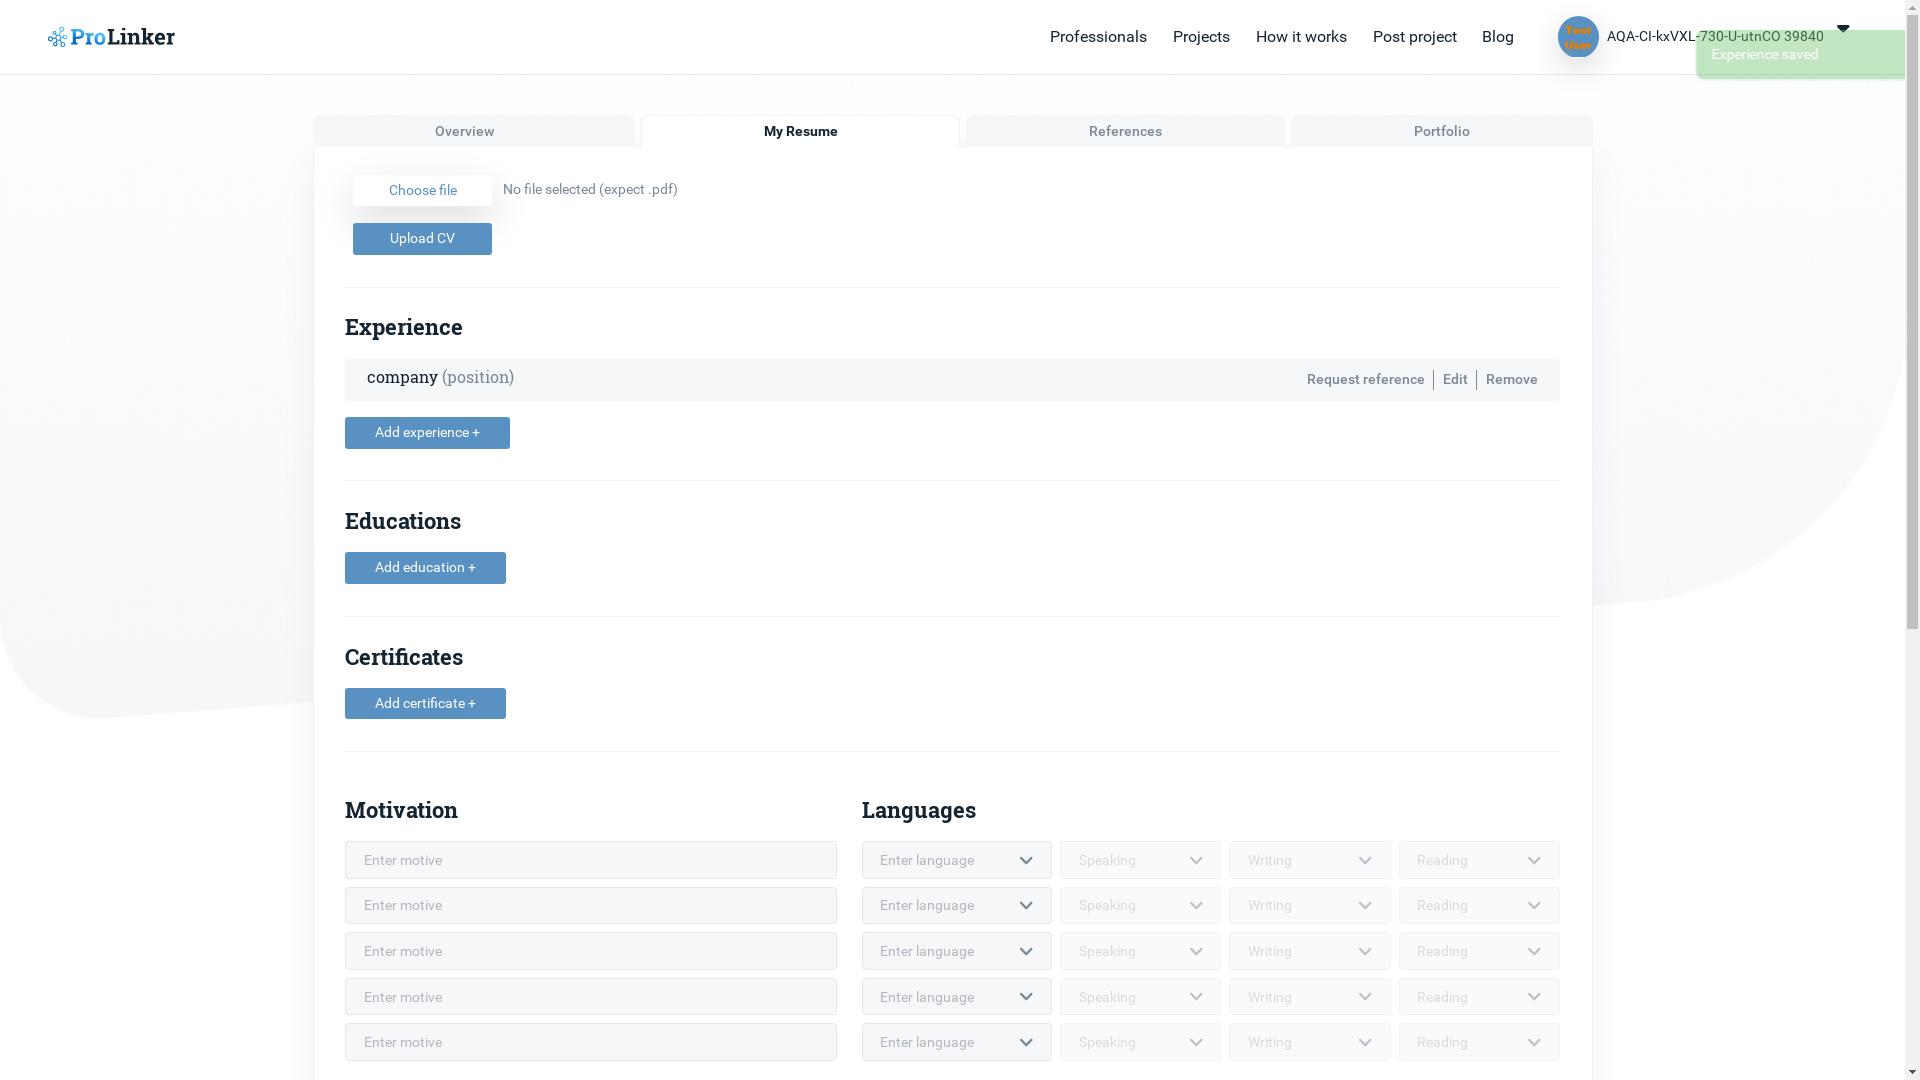 ProLinker
Professionals
Projects
How it works
Post project
Blog
Test
User
AQA-CI-kxVXL-730-U-utnCO 39840
Experience saved
Overview
My Resume
References
Portfolio
Choose file
No file selected (expect .pdf)
Upload CV
Experience
company (position)
Request reference
Edit
Remove
Add experience +
Educations
Add education +
Certificates
Add certificate +
Motivation
Languages
Enter motive
Enter language
Speaking
Writing
Reading
Enter motive
Enter language
Speaking
Writing
Reading
Enter motive
Enter language
Speaking
Writing
Reading
Enter motive
Enter language
Speaking
Writing
Reading
Enter motive
Enter language
Speaking
Writing
Reading